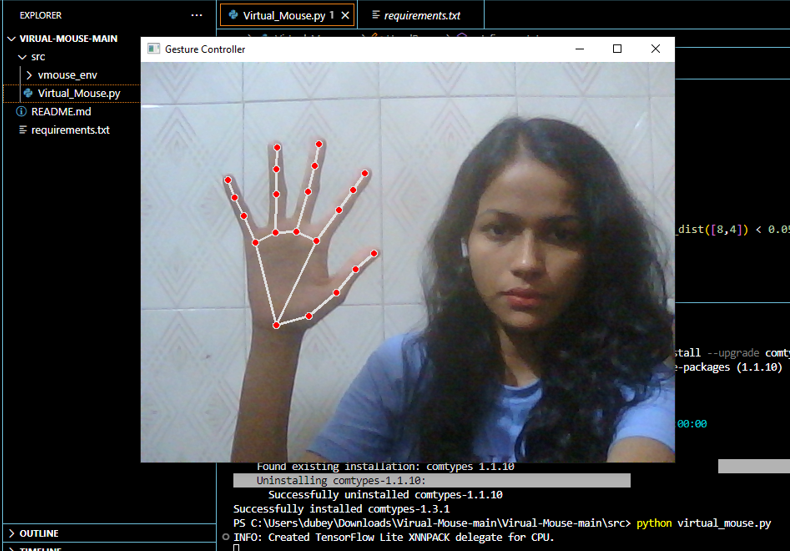 EXPLORER ...
VIRUAL-MOUSE-MAIN
src
vmouse_env
Virtual_Mouse.py
README.md
requirements.txt
Virtual_Mouse.py 1
requirements.txt
Gesture Controller
_dist([8,4]) < 0.05
stall --upgrade comt
e-packages (1.1.10)
00:00
Found existing installation: comtypes 1.1.10
Uninstalling comtypes-1.1.10:
Successfully uninstalled comtypes-1.1.10
Successfully installed comtypes-1.3.1
PS C:\Users\dubey\Downloads\Virual-Mouse-main\Virual-Mouse-main\src> python virtual_mouse.py
INFO: Created TensorFlow Lite XNNPACK delegate for CPU.
OUTLINE
TIMELINE